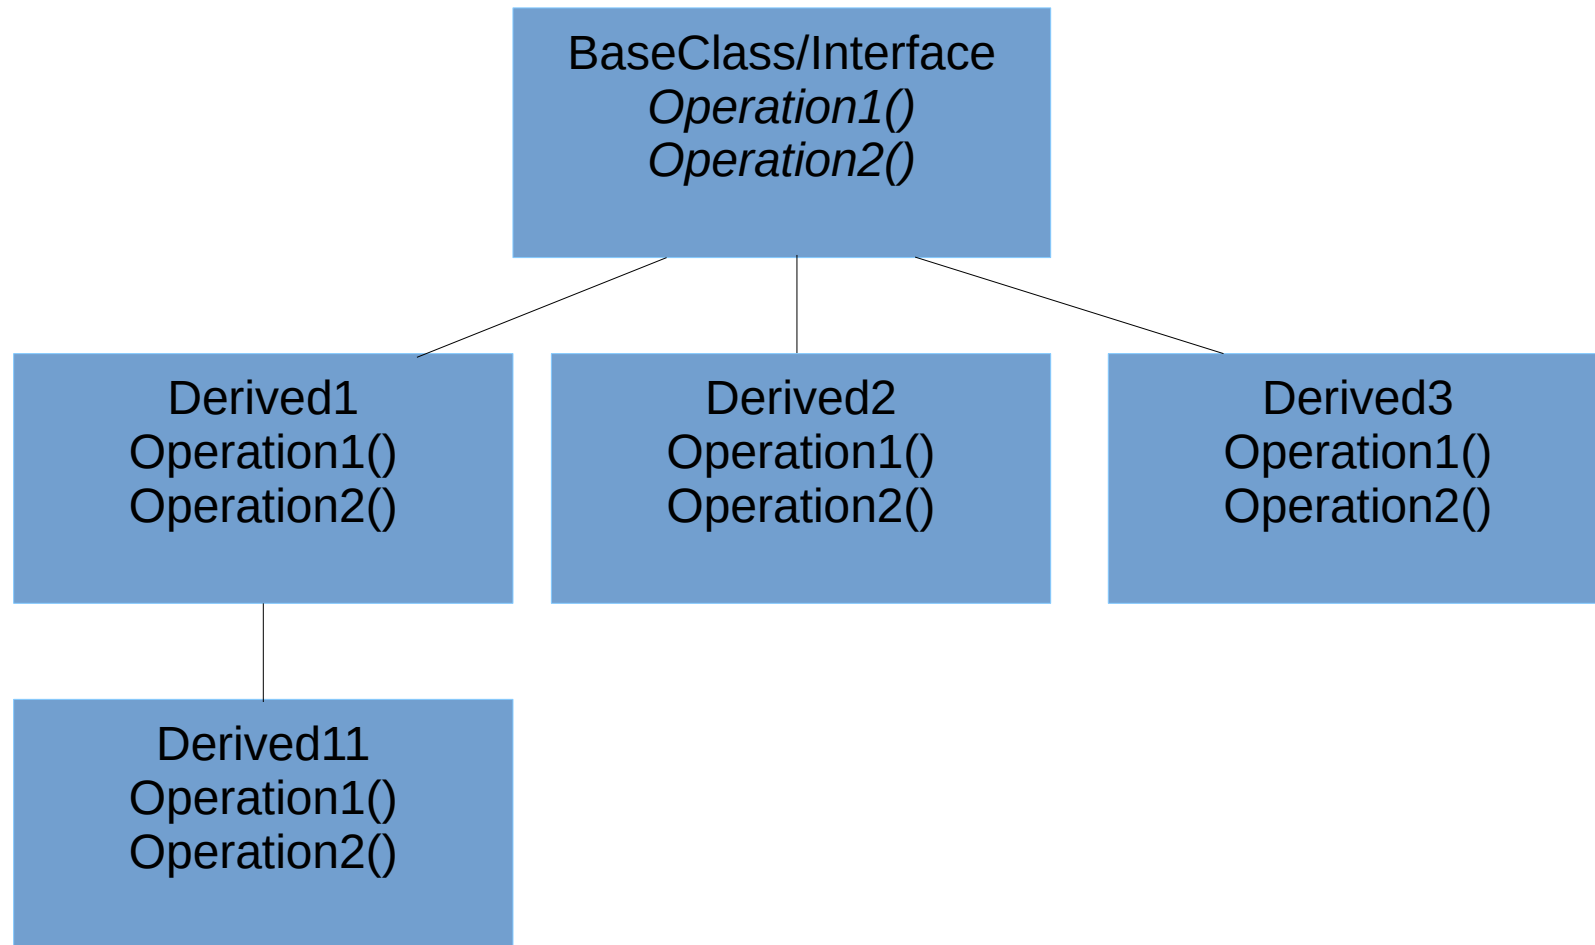 BaseClass/Interface
Operation1()
Operation2()
Derived1
Operation1()
Operation2()
Derived2
Operation1()
Operation2()
Derived3
Operation1()
Operation2()
Derived11
Operation1()
Operation2()